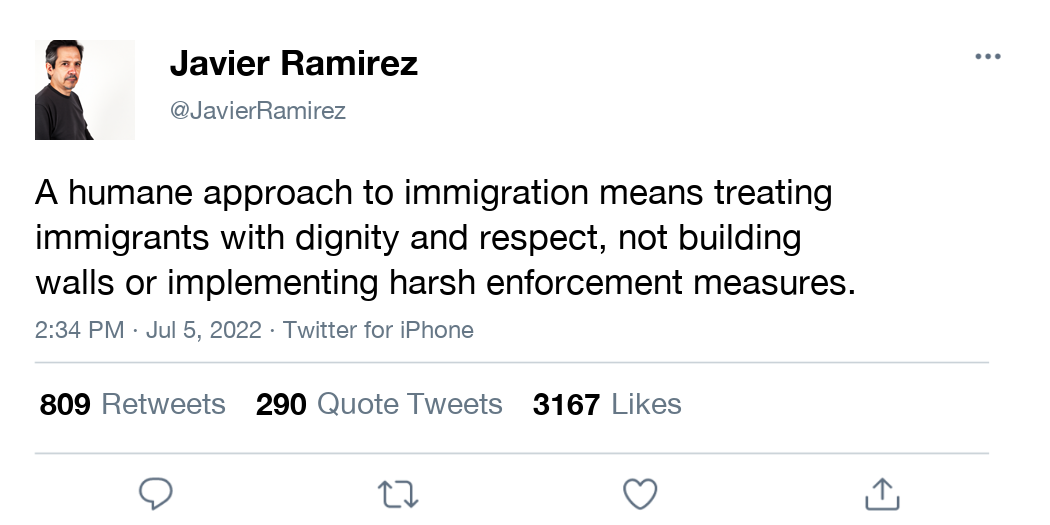 Javier Ramirez
@JavierRamirez
A humane approach to immigration means treating
immigrants with dignity and respect, not building
walls or implementing harsh enforcement measures.
2:34 PM · Jul 5, 2022 · Twitter for iPhone
809 Retweets 290 Quote Tweets 3167 Likes